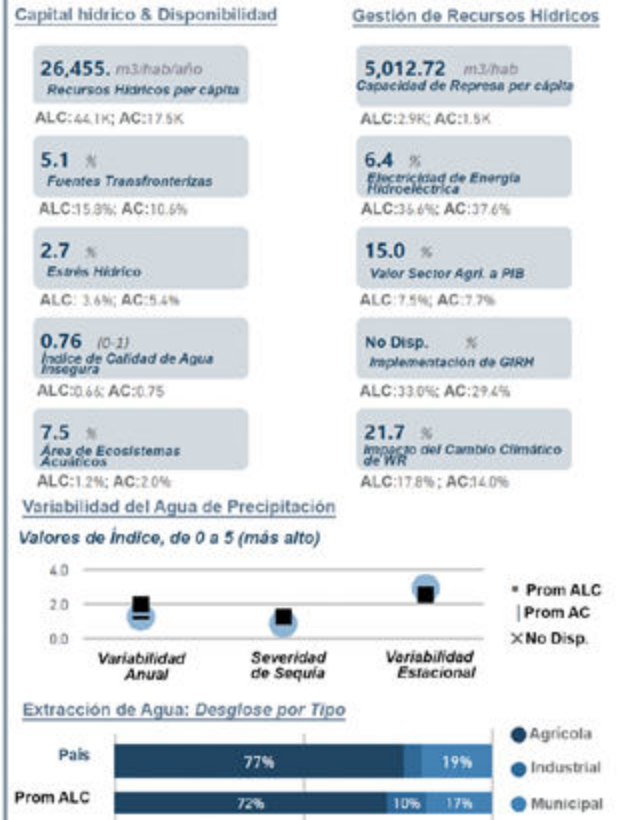 Capital hídrico & Disponibilidad
26,455. m3/hab/año
Recursos Hídricos per cápita
ALC:44.1K; AC:17.5K
5.1 %
Fuentes Transfronterizas
ALC:15.8%; AC:10.6%
2.7 %
Estrés Hídrico
ALC: 3.6%; AC:5.4%
0.76 (0-1)
Índice de Calidad de Agua
Insegura
ALC:0.66; AC:0.75
7.5 %
Área de Ecosistemas
Acuáticos
ALC:1.2%; AC:2.0%
Gestión de Recursos Hídricos
5,012.72 m3/hab
Capacidad de Represa per cápita
ALC:2.9K; AC:1.5K
6.4 %
Electricidad de Energía
Hidroeléctrica
ALC:36.6%; AC:37.6%
15.0 %
Valor Sector Agri. a PIB
ALC:7.5%; AC:7.7%
No Disp. %
Implementación de GIRH
ALC:33.0%; AC:29.4%
21.7 %
Impacto del Cambio Climático
de WR
ALC:17.8%; AC:14.0%
Variabilidad del Agua de Precipitación
Valores de Índice, de 0 a 5 (más alto)
4.0
2.0
0.0
Variabilidad
Anual
Severidad
de Sequía
Variabilidad
Estacional
Prom ALC
Prom AC
No Disp.
Extracción de Agua: Desglose por Tipo
País 77% 19%
Prom ALC 72% 10% 17%
Agrícola
Industrial
Municipal